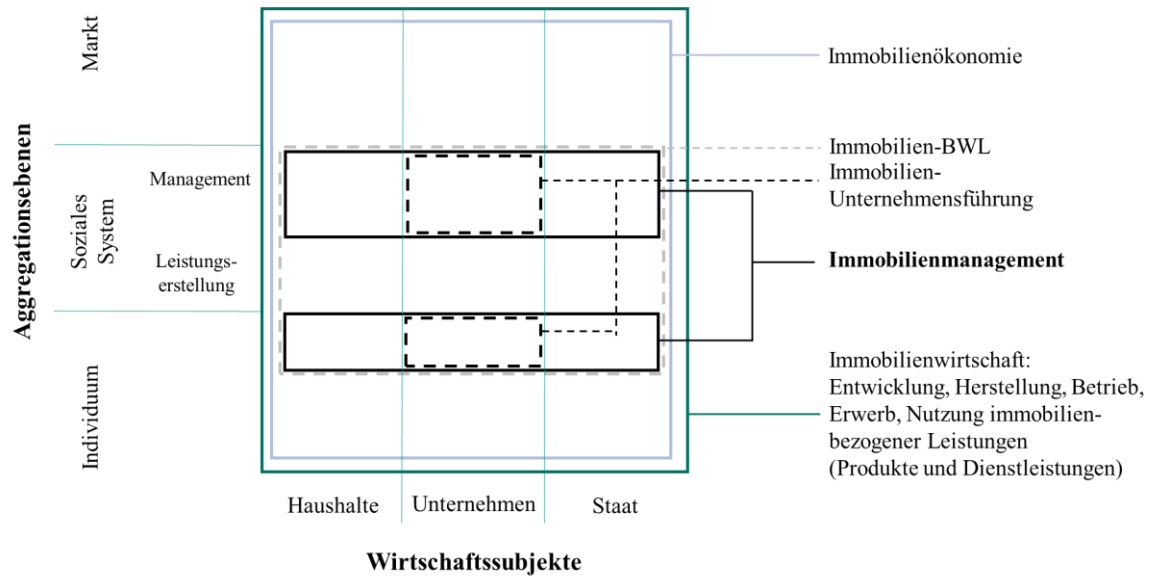 Aggregationsebenen
Markt
Soziales
System
Individuum
Management
Leistungs-
erstellung
Haushalte
Unternehmen
Staat
Wirtschaftssubjekte
Immobilienökonomie
Immobilien-BWL
Immobilien-
Unternehmensführung
Immobilienmanagement
Immobilienwirtschaft:
Entwicklung, Herstellung, Betrieb,
Erwerb, Nutzung immobilien-
bezogener Leistungen
(Produkte und Dienstleistungen)